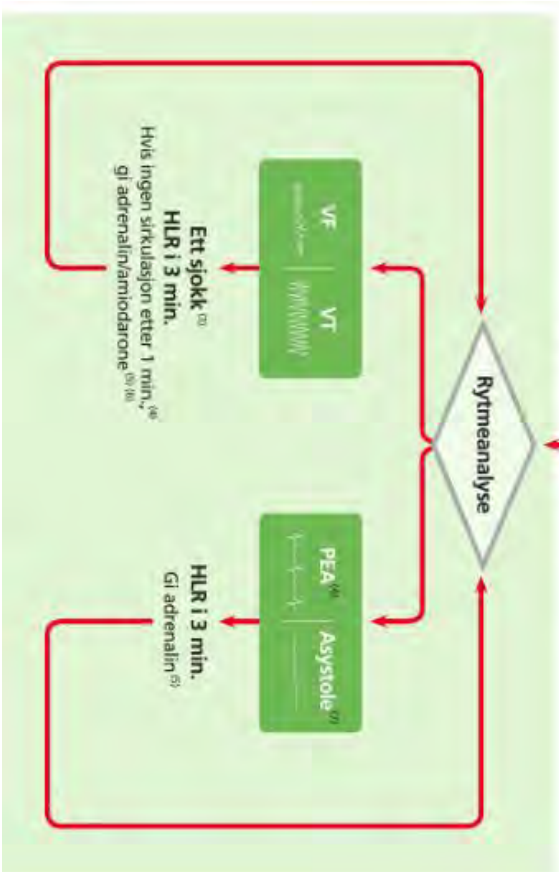 Rytmeanalyse
VF VT
Ett sjokk (3)
HLR i 3 min.
Hvis ingen sirkulasjon etter 1 min., (4)
gi adrenalin/amiodarone (5) (6)
PEA Asystole (7)
HLR i 3 min.
Gi adrenalin (5)